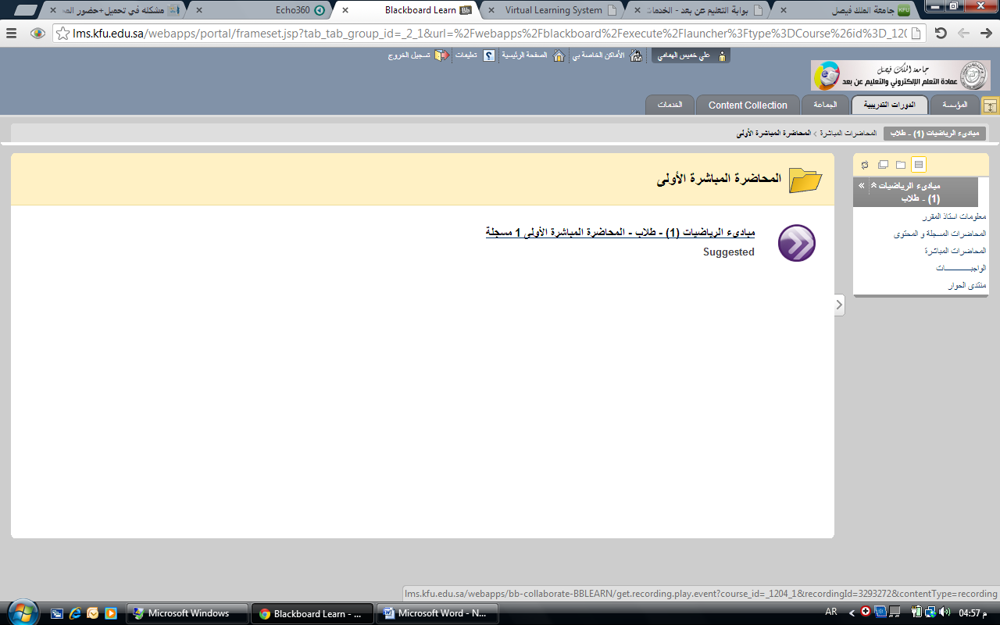 جامعة الملك فيصل
بوابة التعليم عن بعد - الخدمات
Virtual Learning System
Blackboard Learn
Echo360
مشكله في تحميل+حضور المح
lms.kfu.edu.sa/webapps/portal/frameset.jsp?tab_tab_group_id=_2_1&url=%2Fwebapps%2Fblackboard%2Fexecute%2Flauncher%3Ftype%3DCourse%26id%3D_120
علي خميس الهمامي
الأماكن الخاصة بي
الصفحة الرئيسية
تعليمات
تسجيل الخروج
جامعة الملك فيصل
عمادة التعلم الإلكتروني والتعليم عن بعد
المؤسسة
الدورات التدريبية
الجماعة
Content Collection
الخدمات
مبادىء الرياضيات (1) - طلاب
المحاضرات المباشرة > المحاضرة المباشرة الأولى
مبادىء الرياضيات
(1) - طلاب
معلومات استاذ المقرر
المحاضرات المسجلة و المحتوى
المحاضرات المباشرة
الواجبـــــــــــات
منتدى الحوار
المحاضرة المباشرة الأولى
مبادىء الرياضيات (1) - طلاب - المحاضرة المباشرة الأولى 1 مسجلة
Suggested
lms.kfu.edu.sa/webapps/bb-collaborate-BBLEARN/get.recording.play.event?course_id=_1204_1&recordingId=3293272&contentType=recording
Microsoft Windows
Blackboard Learn - ...
Microsoft Word - N...
AR
04:57 م